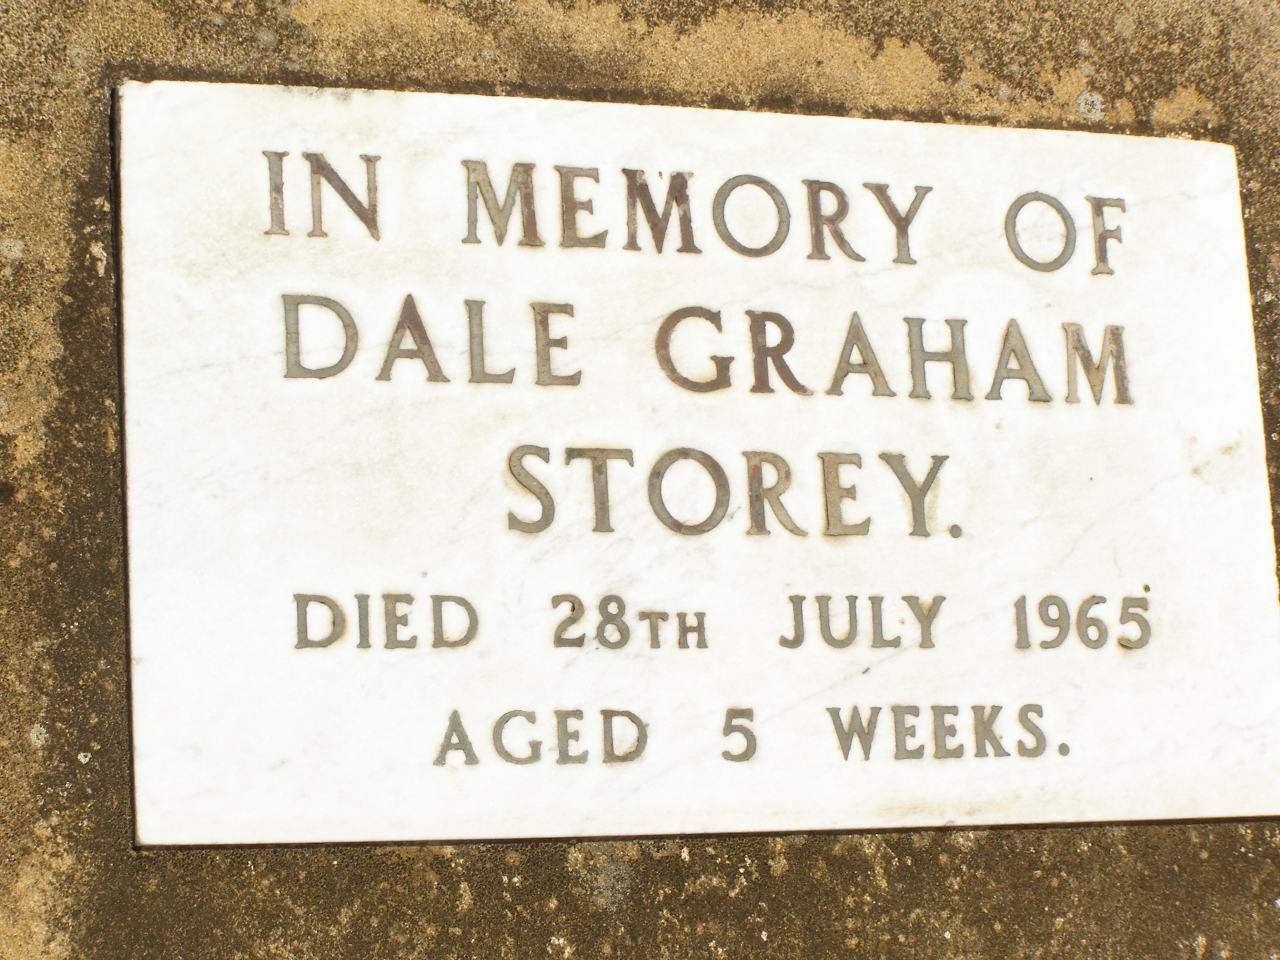 IN MEMORY OF
DALE GRAHAM
STOREY.
DIED 28TH JULY 1965
AGED 5 WEEKS.